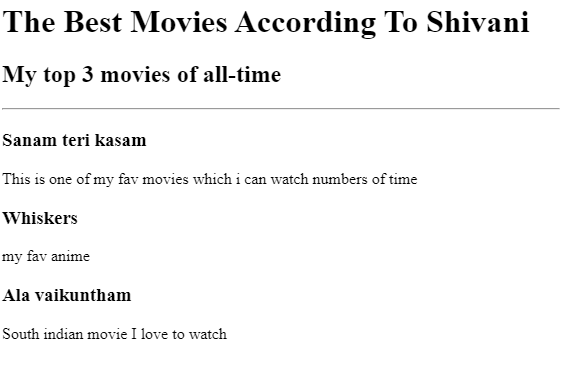 The Best Movies According To Shivani
My top 3 movies of all-time
Sanam teri kasam
This is one of my fav movies which i can watch numbers of time
Whiskers
my fav anime
Ala vaikuntham
South indian movie I love to watch